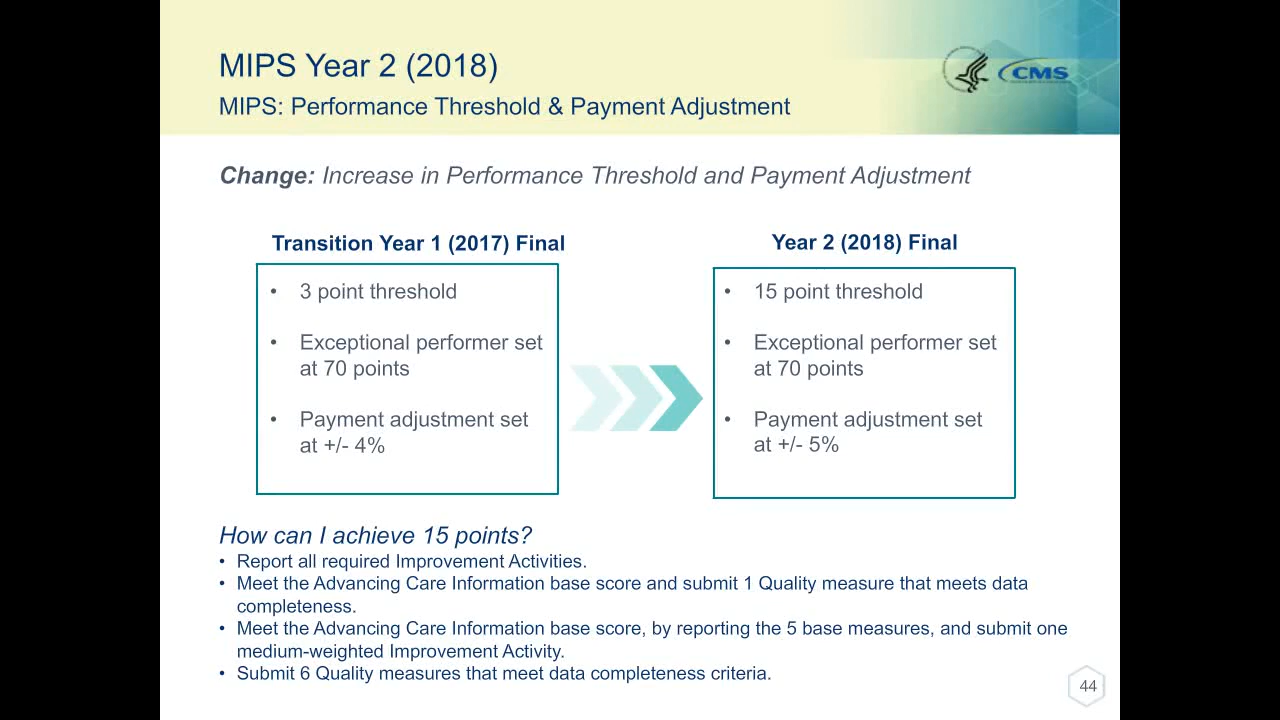 MIPS Year 2 (2018)
MIPS: Performance Threshold & Payment Adjustment
CMS
Change: Increase in Performance Threshold and Payment Adjustment
Transition Year 1 (2017) Final
• 3 point threshold
• Exceptional performer set
at 70 points
• Payment adjustment set
at +/- 4%
Year 2 (2018) Final
• 15 point threshold
• Exceptional performer set
at 70 points
• Payment adjustment set
at +/- 5%
How can I achieve 15 points?
• Report all required Improvement Activities.
• Meet the Advancing Care Information base score and submit 1 Quality measure that meets data
completeness.
• Meet the Advancing Care Information base score, by reporting the 5 base measures, and submit one
medium-weighted Improvement Activity.
• Submit 6 Quality measures that meet data completeness criteria.
44